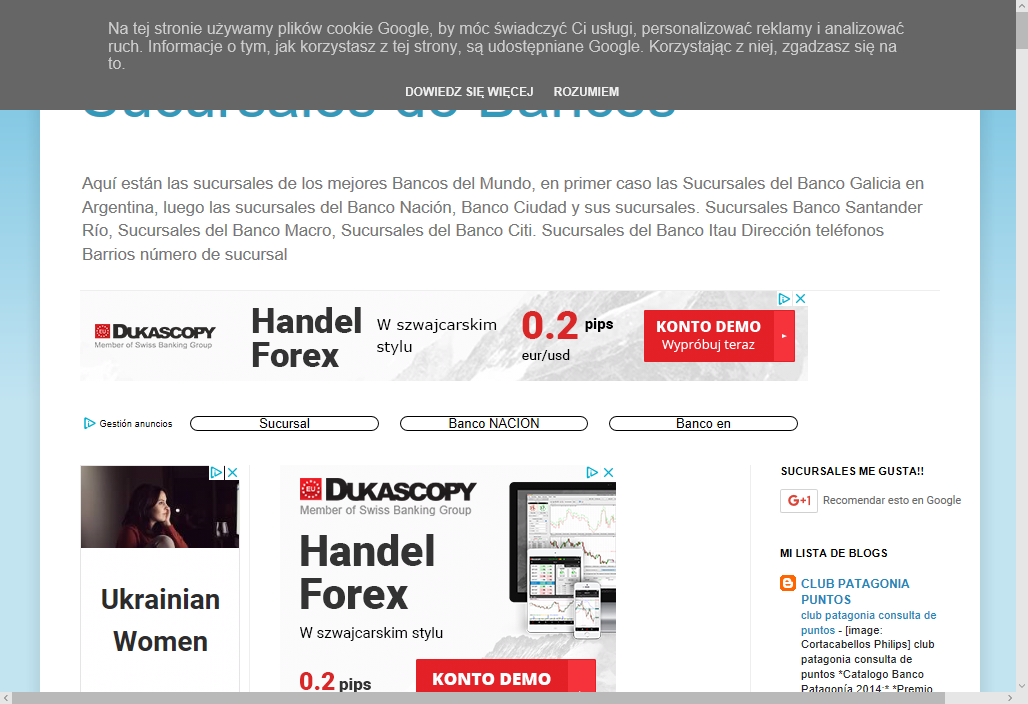 Na tej stronie używamy plików cookie Google, by móc świadczyć Ci usługi, personalizować reklamy i analizować
ruch. Informacje o tym, jak korzystasz z tej strony, są udostępniane Google. Korzystając z niej, zgadzasz się na
to.
DOWIEDZ SIĘ WIĘCEJ ROZUMIEM
Sucursales de Bancos
Aquí están las sucursales de los mejores Bancos del Mundo, en primer caso las Sucursales del Banco Galicia en
Argentina, luego las sucursales del Banco Nación, Banco Ciudad y sus sucursales. Sucursales Banco Santander
Río, Sucursales del Banco Macro, Sucursales del Banco Citi. Sucursales del Banco Itau Dirección teléfonos
Barrios número de sucursal
EU DUKASCOPY
Member of Swiss Banking Group
Handel
Forex
W szwajcarskim
stylu
0.2 pips
eur/usd
KONTO DEMO
Wypróbuj teraz
Gestión anuncios
Sucursal
Banco NACION
Banco en
Ukrainian
Women
EU DUKASCOPY
Member of Swiss Banking Group
Handel
Forex
W szwajcarskim stylu
0.2 pips
KONTO DEMO
SUCURSALES ME GUSTA!!
G+1 Recomendar esto en Google
MI LISTA DE BLOGS
CLUB PATAGONIA
PUNTOS
club patagonia consulta de
puntos - [image:
Cortacabellos Philips] club
patagonia consulta de
puntos *Catalogo Banco
Patagonía 2014:* *Premio